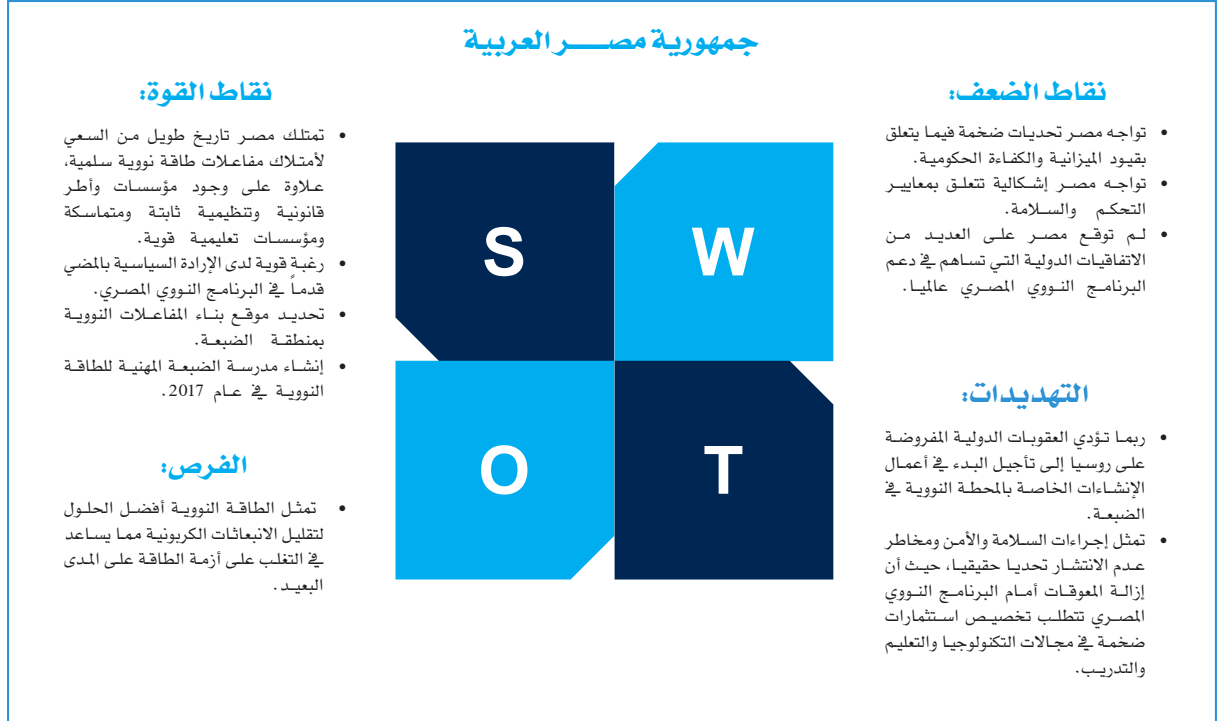 جمهورية مصـــر العربية
نقاط الضعف:
• تواجه مصر تحديات ضخمة فيما يتعلق
بقيود الميزانية والكفاءة الحكومية.
• تواجه مصر إشكالية تتعلق بمعايير
التحكم والسلامة.
• لم توقع مصر على العديد من
الاتفاقيات الدولية التي تساهم في دعم
البرنامج النووي المصري عالميا.
نقاط القوة:
• تمتلك مصر تاريخ طويل من السعي
لأمتلاك مفاعلات طاقة نووية سلمية،
علاوة على وجود مؤسسات وأطر
قانونية وتنظيمية ثابتة ومتماسكة
ومؤسسات تعليمية قوية.
• رغبة قوية لدى الإرادة السياسية بالمضي
قدماً في البرنامج النووي المصري.
• تحديد موقع بناء المفاعلات النووية
بمنطقة الضبعة.
• إنشاء مدرسة الضبعة المهنية للطاقة
النووية في عام 2017.
S
W
O
T
التهديدات:
• ربما تؤدي العقوبات الدولية المفروضة
على روسيا إلى تأجيل البدء في أعمال
الإنشاءات الخاصة بالمحطة النووية في
الضبعة.
• تمثل إجراءات السلامة والأمن ومخاطر
عدم الانتشار تحديا حقيقيا، حيث أن
إزالة المعوقات أمام البرنامج النووي
المصري تتطلب تخصيص استثمارات
ضخمة في مجالات التكنولوجيا والتعليم
والتدريب.
الفرص:
• تمثل الطاقة النووية أفضل الحلول
لتقليل الانبعاثات الكربونية مما يساعد
في التغلب على أزمة الطاقة على المدى
البعيد.